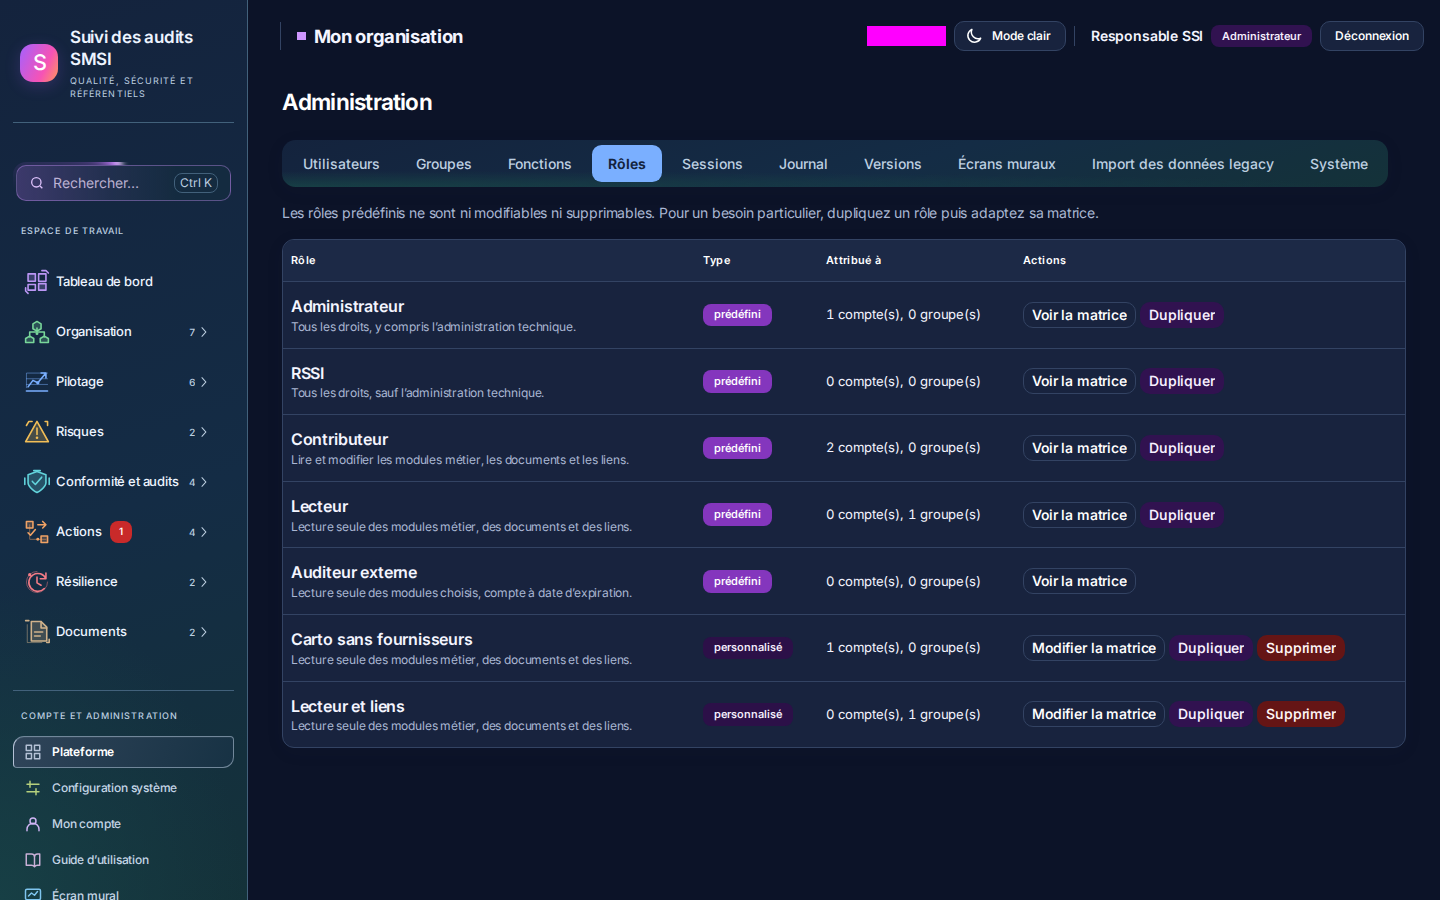 Suivi des audits
SMSI
QUALITÉ, SÉCURITÉ ET
RÉFÉRENTIELS
S
Rechercher...
Ctrl K
ESPACE DE TRAVAIL
Tableau de bord
Organisation 7
Pilotage 6
Risques 2
Conformité et audits 4
Actions 1 4
Résilience 2
Documents 2
COMPTE ET ADMINISTRATION
Plateforme
Configuration système
Mon compte
Guide d'utilisation
Écran mural
Mon organisation
Mode clair
Responsable SSI
Administrateur
Déconnexion
Administration
Utilisateurs Groupes Fonctions Rôles Sessions Journal Versions Écrans muraux Import des données legacy Système
Les rôles prédéfinis ne sont ni modifiables ni supprimables. Pour un besoin particulier, dupliquez un rôle puis adaptez sa matrice.
Rôle Type Attribué à Actions
Administrateur
Tous les droits, y compris l'administration technique.
prédéfini 1 compte(s), 0 groupe(s) Voir la matrice Dupliquer
RSSI
Tous les droits, sauf l'administration technique.
prédéfini 0 compte(s), 0 groupe(s) Voir la matrice Dupliquer
Contributeur
Lire et modifier les modules métier, les documents et les liens.
prédéfini 2 compte(s), 0 groupe(s) Voir la matrice Dupliquer
Lecteur
Lecture seule des modules métier, des documents et des liens.
prédéfini 0 compte(s), 1 groupe(s) Voir la matrice Dupliquer
Auditeur externe
Lecture seule des modules choisis, compte à date d'expiration.
prédéfini 0 compte(s), 0 groupe(s) Voir la matrice
Carto sans fournisseurs
Lecture seule des modules métier, des documents et des liens.
personnalisé 1 compte(s), 0 groupe(s) Modifier la matrice Dupliquer Supprimer
Lecteur et liens
Lecture seule des modules métier, des documents et des liens.
personnalisé 0 compte(s), 1 groupe(s) Modifier la matrice Dupliquer Supprimer